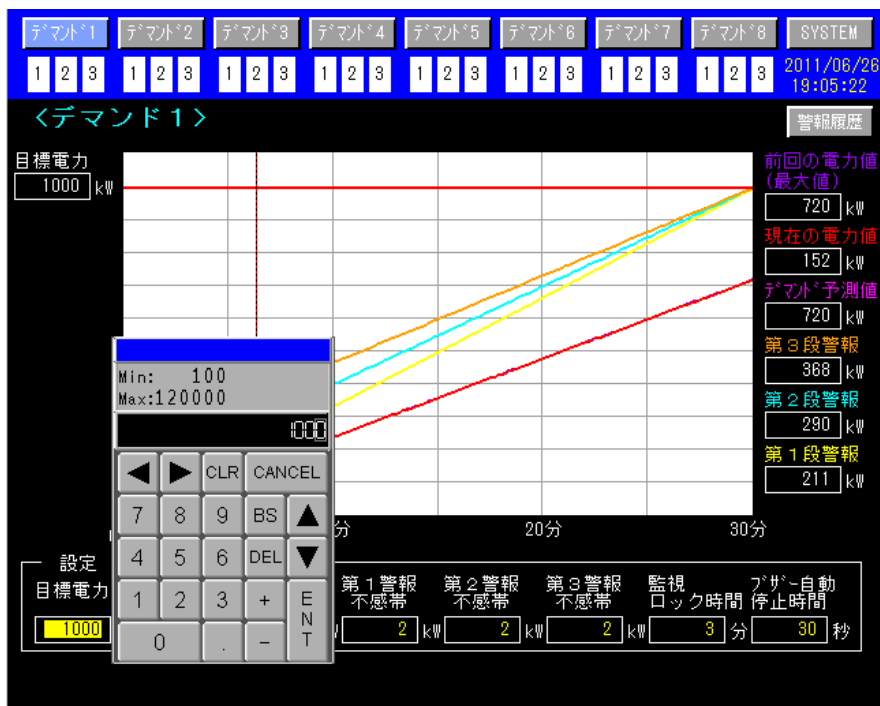 デマンド1 デマンド2 デマンド3 デマンド4 デマンド5 デマンド6 デマンド7 デマンド8 SYSTEM
1 2 3 1 2 3 1 2 3 1 2 3 1 2 3 1 2 3 1 2 3 1 2 3 2011/06/26
19:05:22
<デマンド1>
警報履歴
目標電力
1000 kW
前回の電力値
(最大値)
720 kW
現在の電力値
152 kW
デマンド予測値
720 kW
第3段警報
368 kW
第2段警報
290 kW
第1段警報
211 kW
Min: 100
Max:120000
1000
◀ ▶ CLR CANCEL
7 8 9 BS ▲
4 5 6 DEL ▼
1 2 3 + ENT
0 . -
分 20分 30分
設定
目標電力
1000
第1警報
不感帯
2 kW
第2警報
不感帯
2 kW
第3警報
不感帯
2 kW
監視
ロック時間
3 分
ブザー自動
停止時間
30 秒